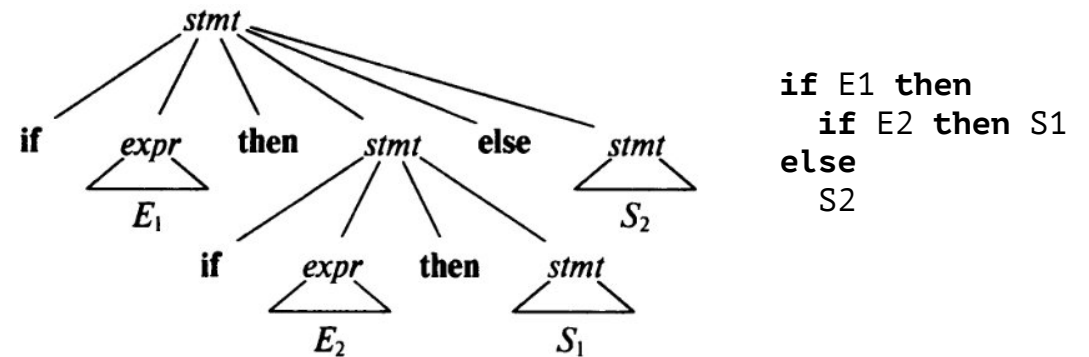 stmt
if expr then stmt else stmt
E₁ S₂
if expr then stmt
E₂ S₁
if E1 then
  if E2 then S1
else
  S2